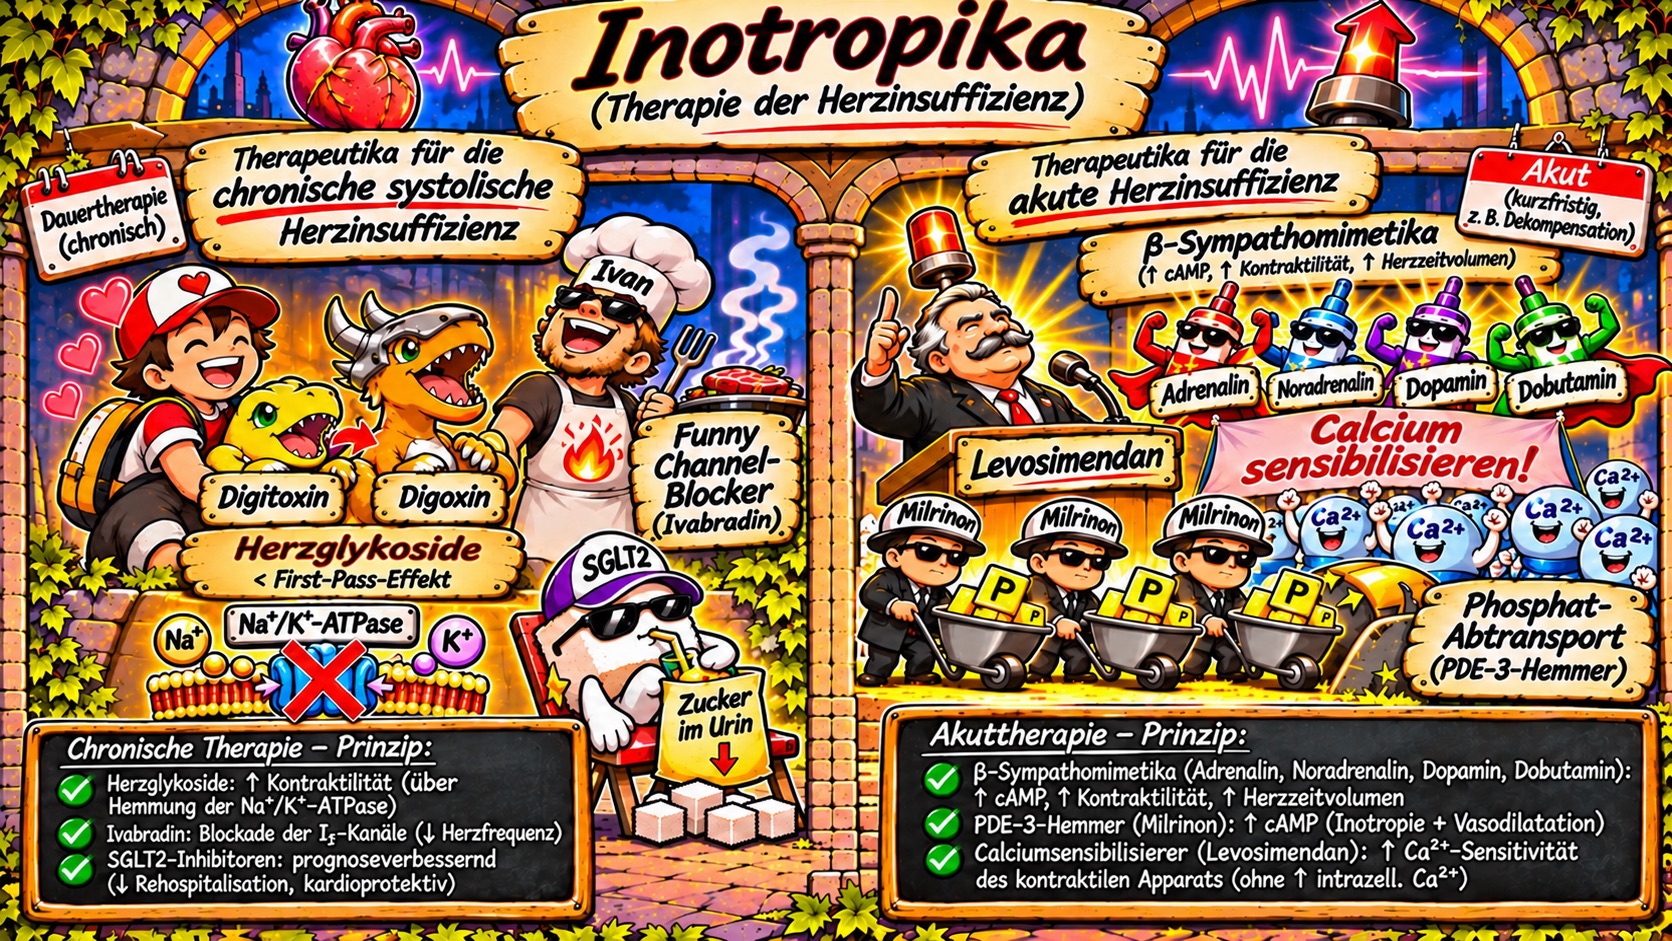 Inotropika
(Therapie der Herzinsuffizienz)
Dauertherapie
(chronisch)
Therapeutika für die
chronische systolische
Herzinsuffizienz
Ivan
Digitoxin
Digoxin
Funny
Channel-
Blocker
(Ivabradin)
Herzglykoside
< First-Pass-Effekt
Na⁺
Na⁺/K⁺-ATPase
K⁺
SGLT2
Zucker
im Urin
Chronische Therapie – Prinzip:
Herzglykoside: ↑ Kontraktilität (über
Hemmung der Na⁺/K⁺-ATPase)
Ivabradin: Blockade der I_f-Kanäle (↓ Herzfrequenz)
SGLT2-Inhibitoren: prognoseverbessernd
(↓ Rehospitalisation, kardioprotektiv)
Therapeutika für die
akute Herzinsuffizienz
Akut
(kurzfristig,
z. B. Dekompensation)
β-Sympathomimetika
(↑ cAMP, ↑ Kontraktilität, ↑ Herzzeitvolumen)
Adrenalin
Noradrenalin
Dopamin
Dobutamin
Levosimendan
Calcium
sensibilisieren!
Ca²⁺
Ca²⁺
Ca²⁺
Ca²⁺
Ca²⁺
Milrinon
Milrinon
Milrinon
P
P
P
P
P
Phosphat-
Abtransport
(PDE-3-Hemmer)
Akuttherapie – Prinzip:
β-Sympathomimetika (Adrenalin, Noradrenalin, Dopamin, Dobutamin):
↑ cAMP, ↑ Kontraktilität, ↑ Herzzeitvolumen
PDE-3-Hemmer (Milrinon): ↑ cAMP (Inotropie + Vasodilatation)
Calciumsensibilisierer (Levosimendan): ↑ Ca²⁺-Sensitivität
des kontraktilen Apparats (ohne ↑ intrazell. Ca²⁺)